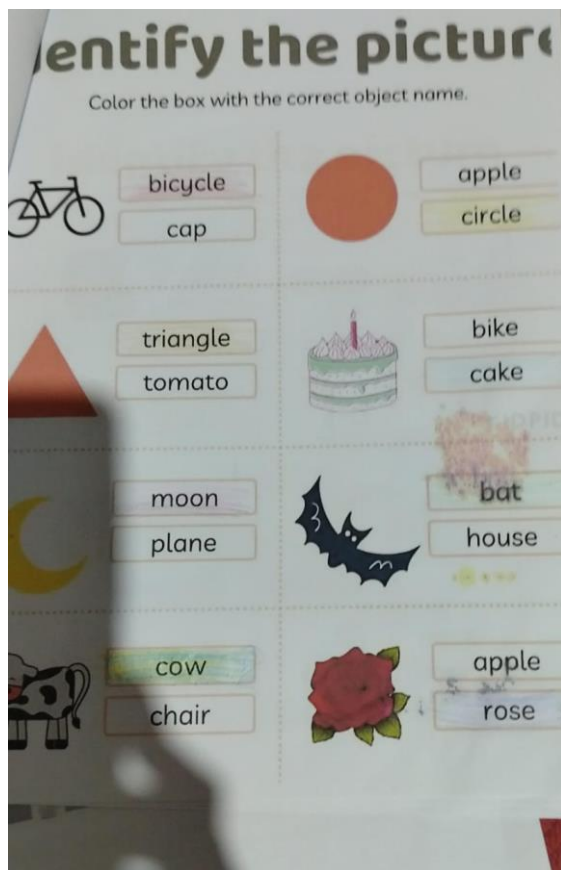 entify the picture
Color the box with the correct object name.
bicycle
cap
apple
circle
triangle
tomato
bike
cake
moon
plane
bat
house
cow
chair
apple
rose